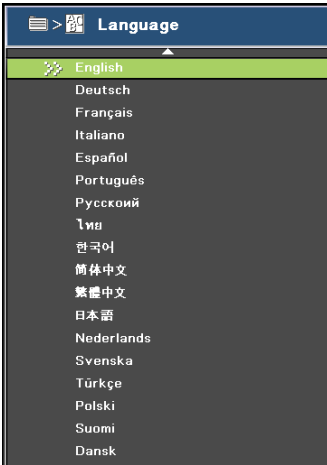 > Language
English
Deutsch
Français
Italiano
Español
Português
Русский
ไทย
한국어
简体中文
繁體中文
日本語
Nederlands
Svenska
Türkçe
Polski
Suomi
Dansk